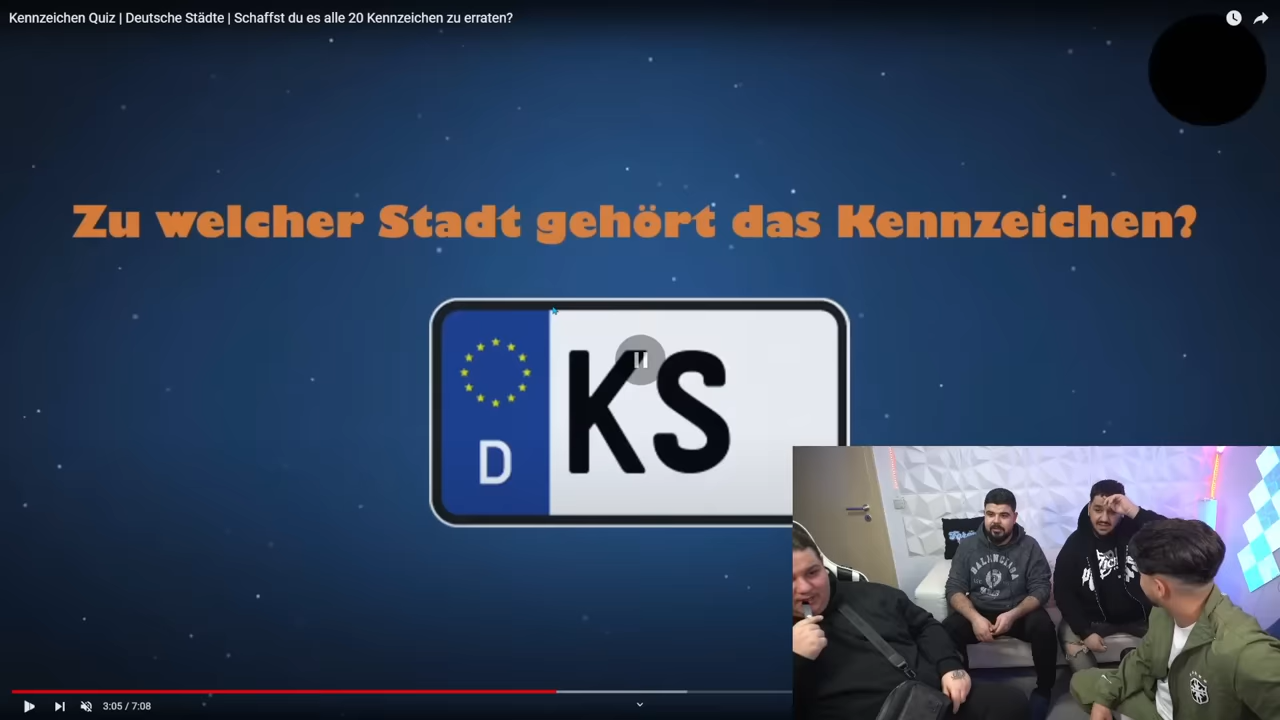 Kennzeichen Quiz | Deutsche Städte | Schaffst du es alle 20 Kennzeichen zu erraten?
Zu welcher Stadt gehört das Kennzeichen?
KS
D
BALENCIAGA
3:05 / 7:08